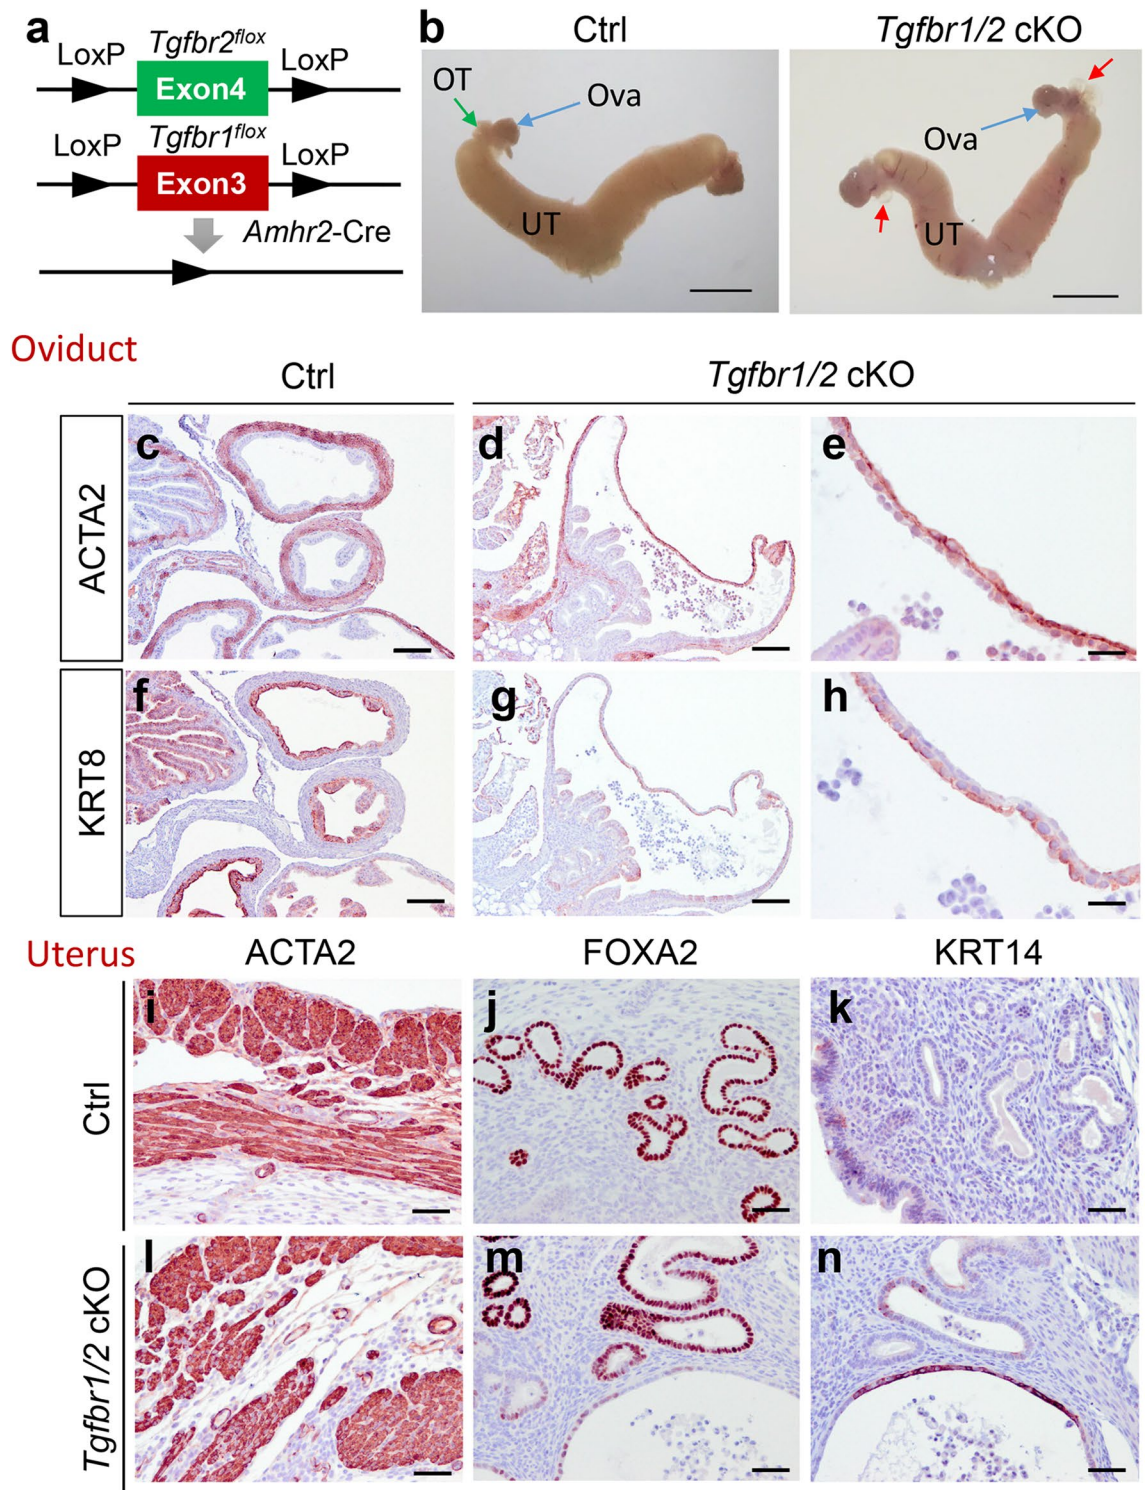 a
Tgfbr2flox
LoxP
LoxP
Exon4
Tgfbr1flox
LoxP
LoxP
Exon3
Amhr2-Cre
b
Ctrl
Tgfbr1/2 cKO
OT
Ova
UT
Ova
UT
Oviduct
Ctrl
Tgfbr1/2 cKO
ACTA2
c
d
e
KRT8
f
g
h
Uterus
ACTA2
FOXA2
KRT14
Ctrl
i
j
k
Tgfbr1/2 cKO
l
m
n